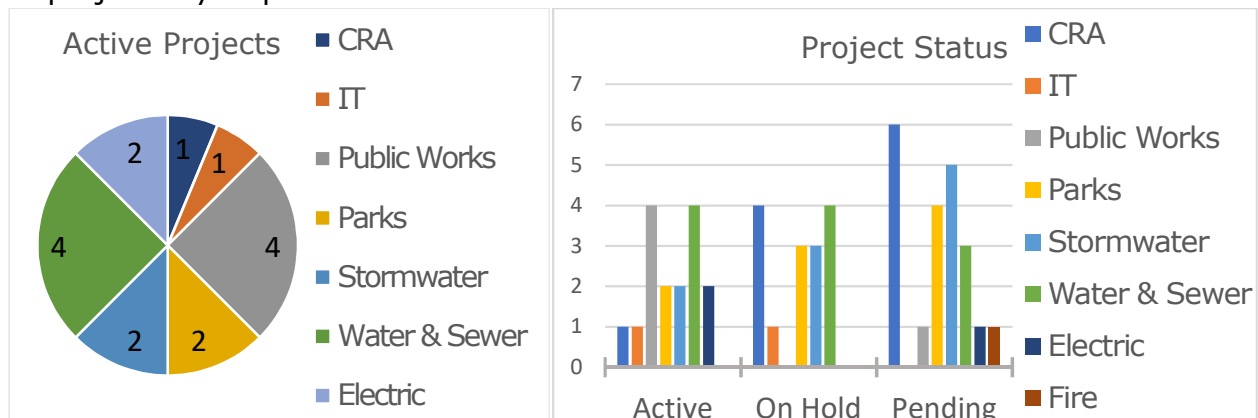 Active Projects
CRA
IT
Public Works
Parks
Stormwater
Water & Sewer
Electric
2
1
1
4
4
2
2
Project Status
7
6
5
4
3
2
1
0
Active
On Hold
Pending
CRA
IT
Public Works
Parks
Stormwater
Water & Sewer
Electric
Fire